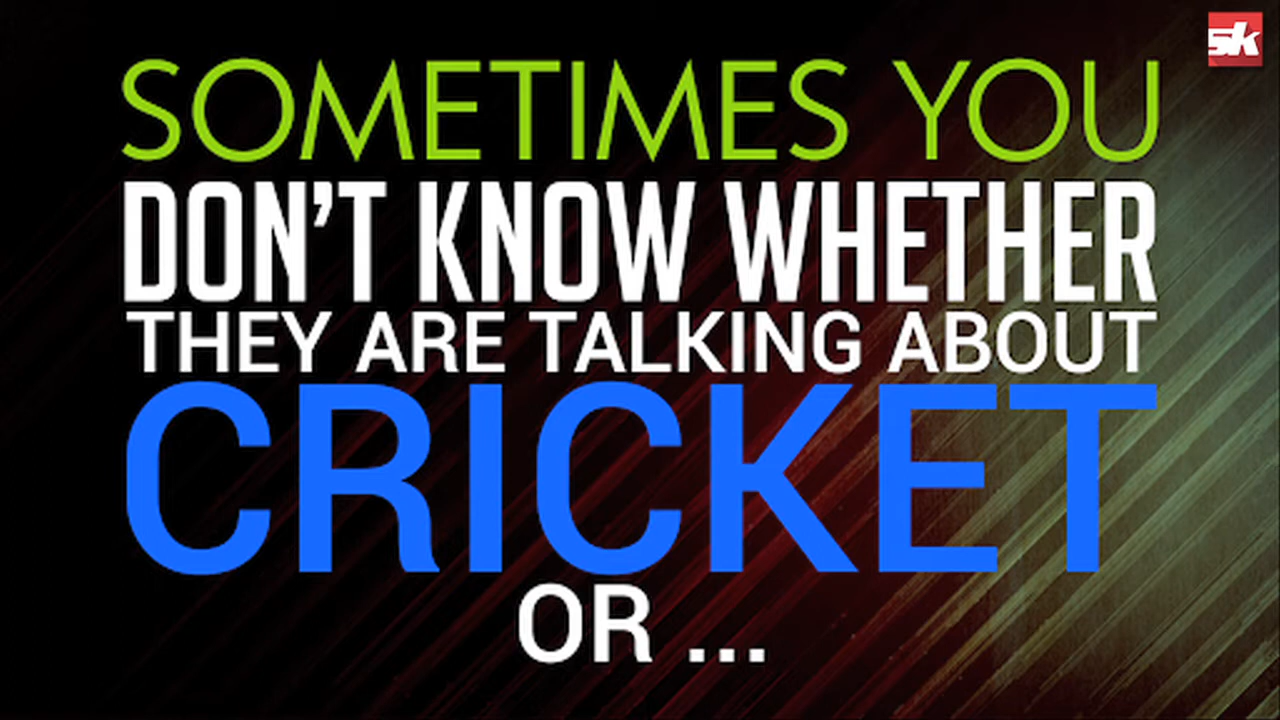 sk
SOMETIMES YOU
DON'T KNOW WHETHER
THEY ARE TALKING ABOUT
CRICKET
OR ...